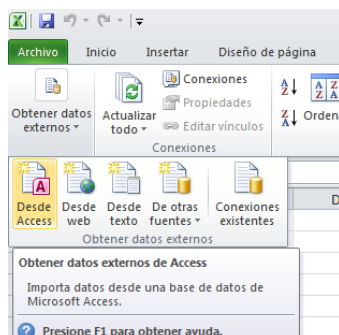 Archivo Inicio Insertar Diseño de página
Obtener datos externos
Actualizar todo
Conexiones
Propiedades
Editar vínculos
Conexiones
A Z
Z A
A Z
Z A
Orden
Desde Access
Desde web
Desde texto
De otras fuentes
Conexiones existentes
Obtener datos externos
D
Obtener datos externos de Access
Importa datos desde una base de datos de
Microsoft Access.
Presione F1 para obtener ayuda.